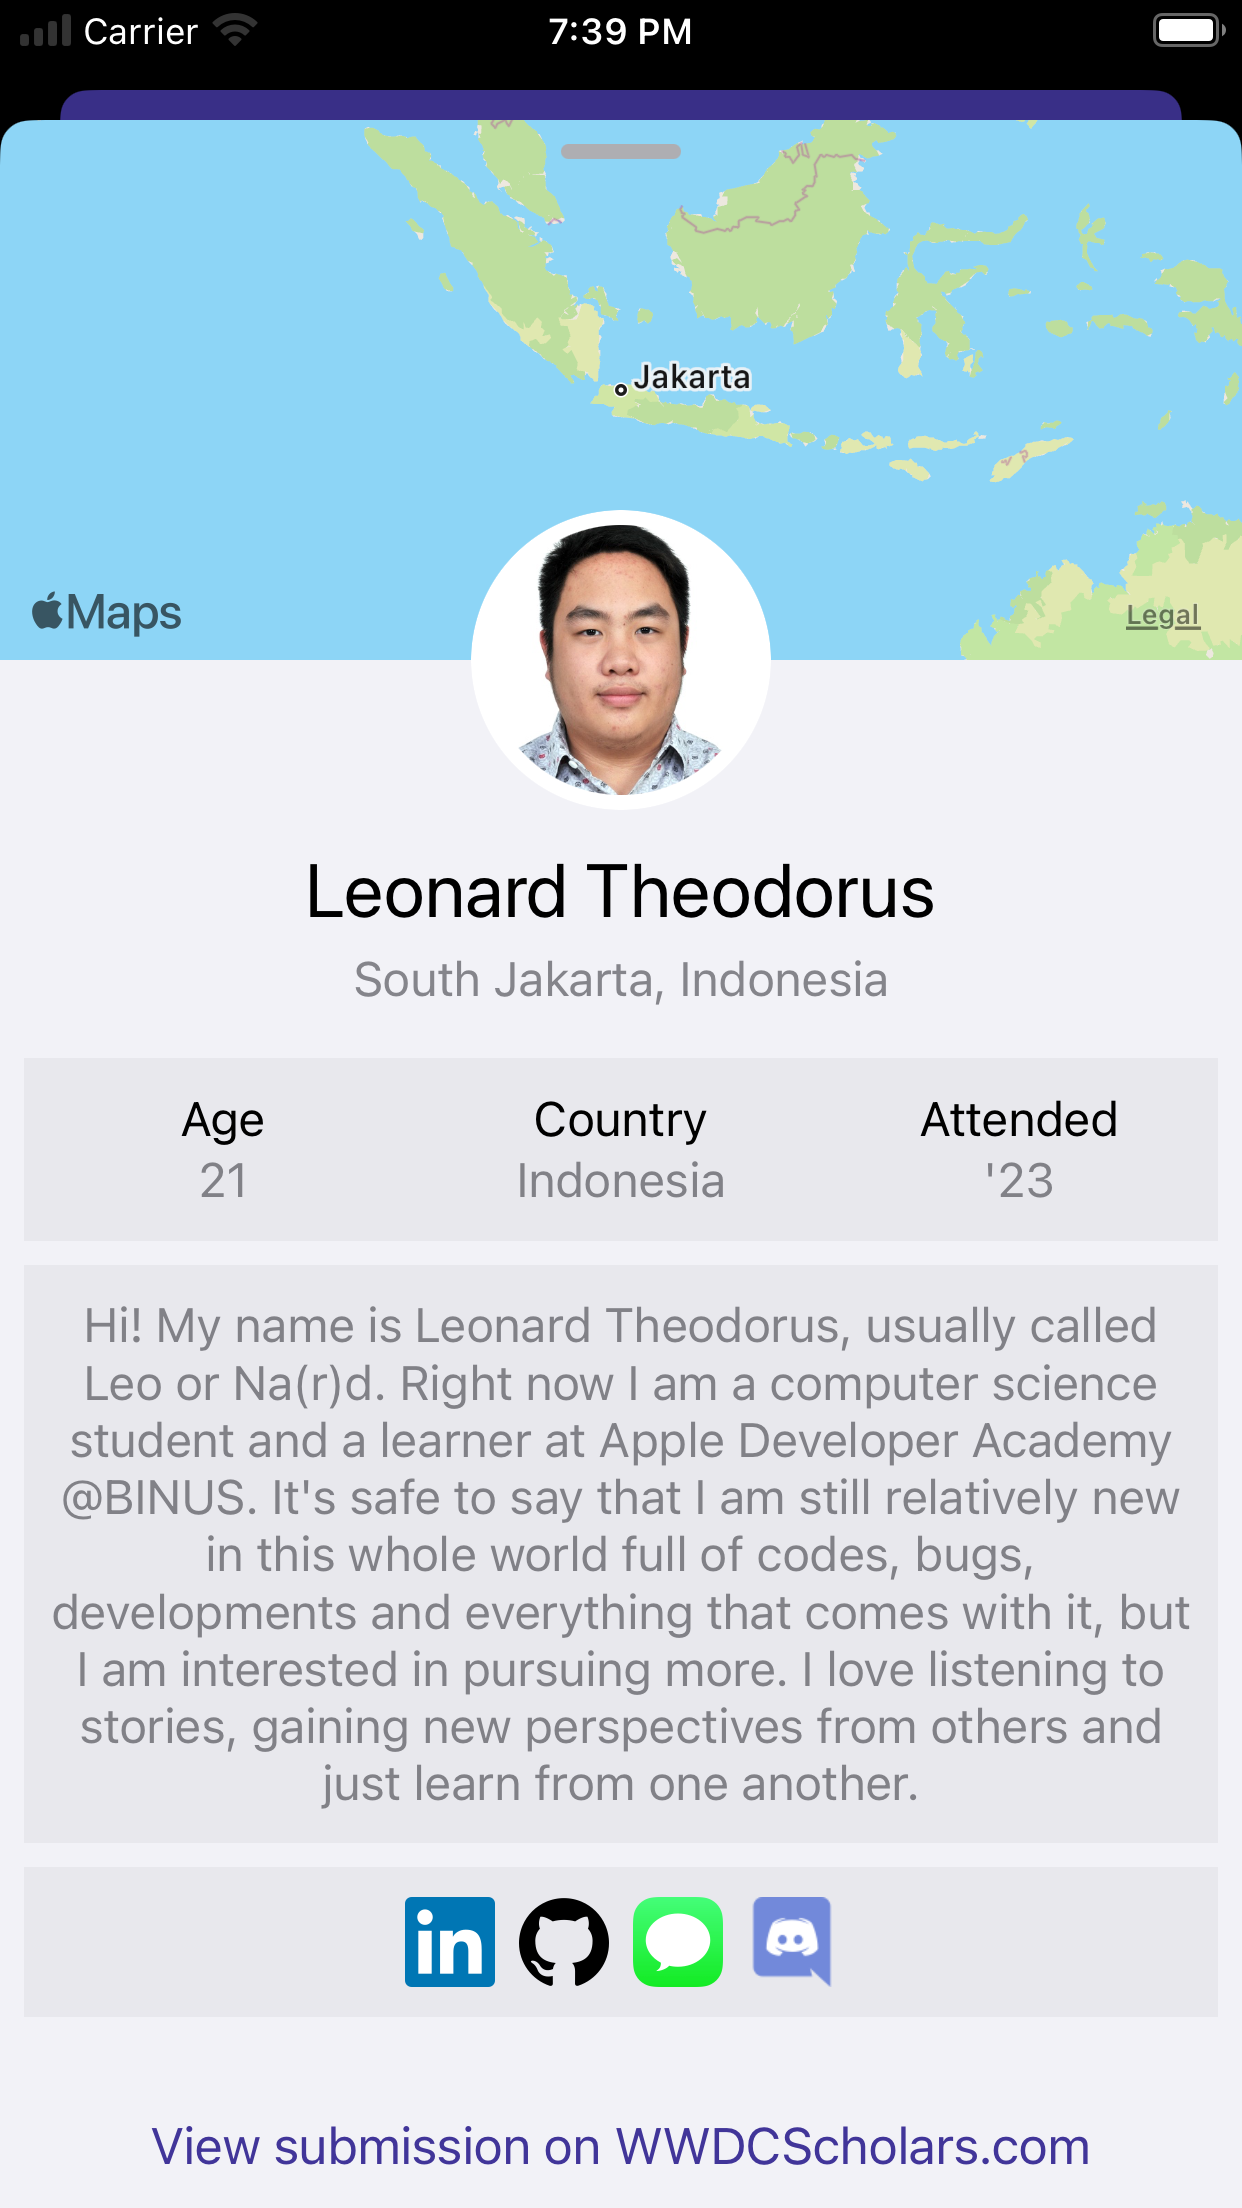 Carrier 7:39 PM
Jakarta
Maps
Legal
Leonard Theodorus
South Jakarta, Indonesia
Age Country Attended
21 Indonesia '23
Hi! My name is Leonard Theodorus, usually called
Leo or Na(r)d. Right now I am a computer science
student and a learner at Apple Developer Academy
@BINUS. It's safe to say that I am still relatively new
in this whole world full of codes, bugs,
developments and everything that comes with it, but
I am interested in pursuing more. I love listening to
stories, gaining new perspectives from others and
just learn from one another.
in
View submission on WWDCScholars.com